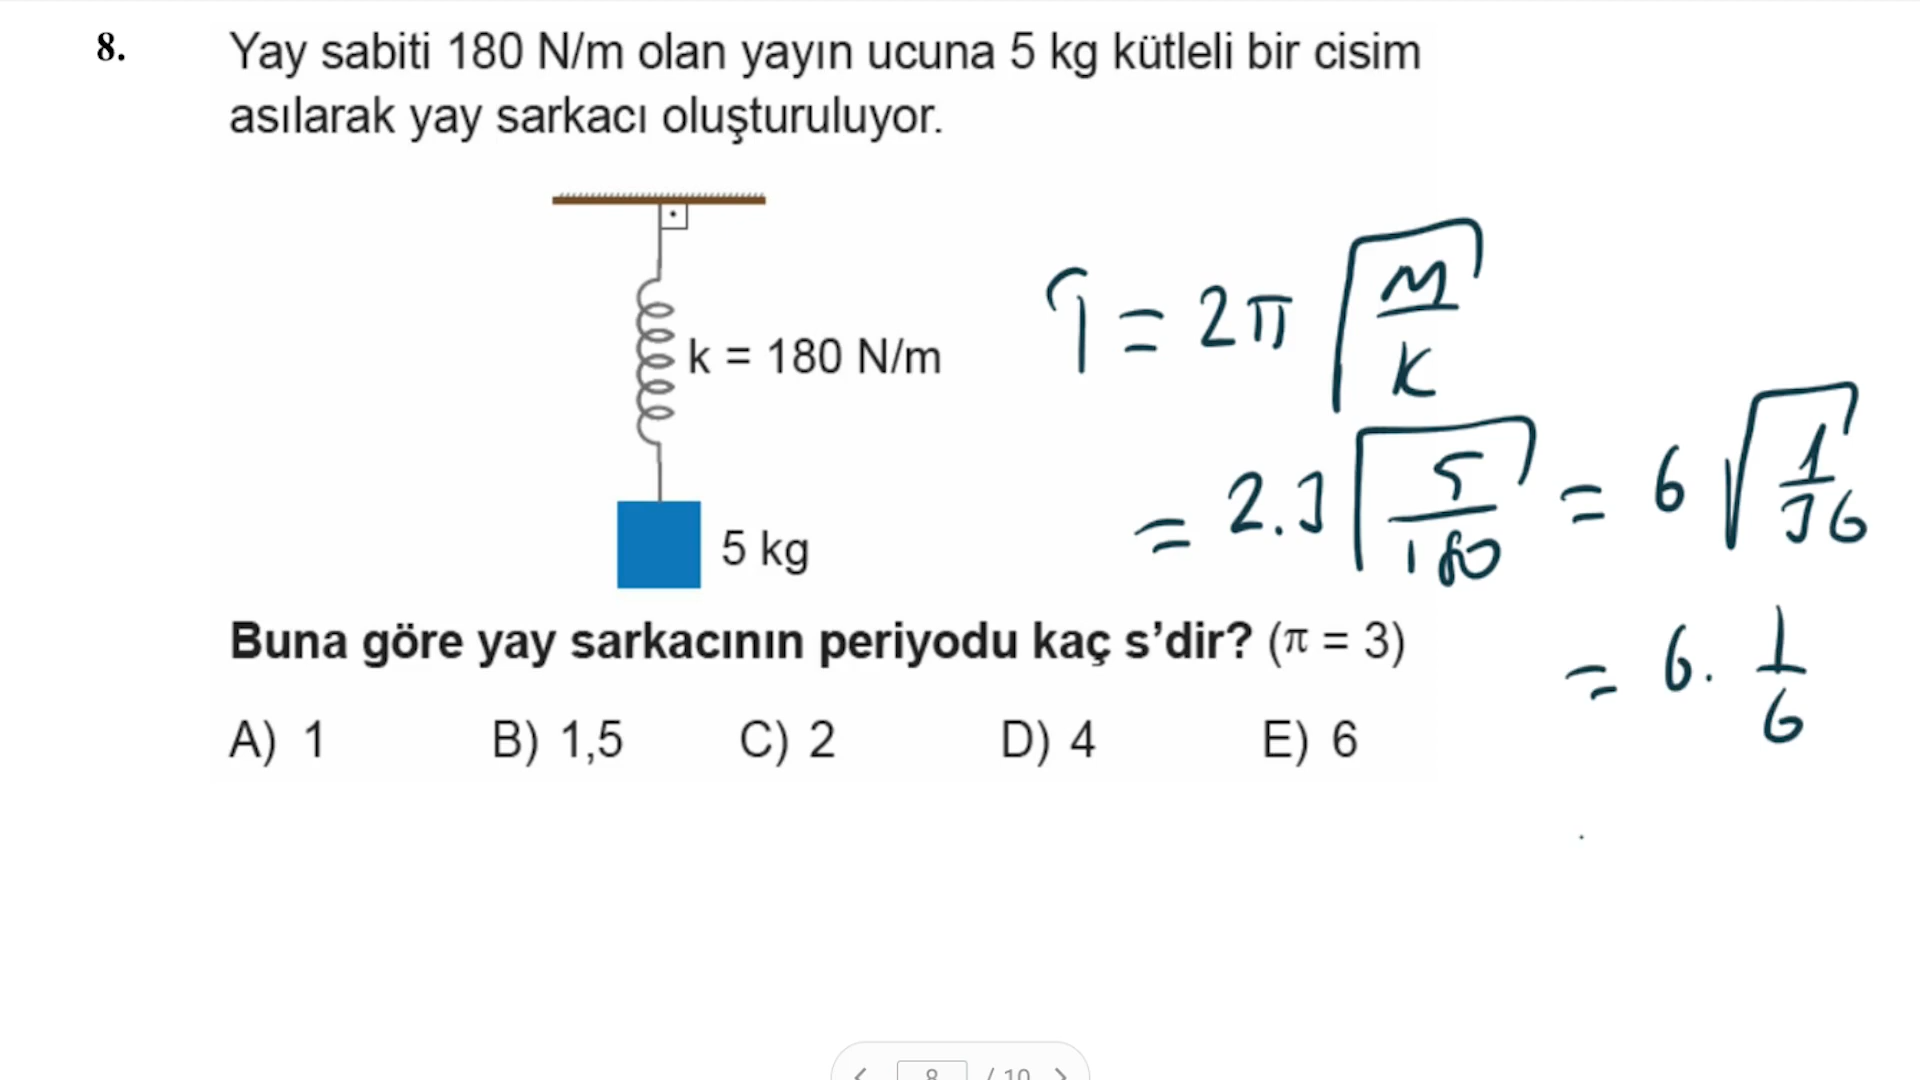 8.
Yay sabiti 180 N/m olan yayın ucuna 5 kg kütleli bir cisim
asılarak yay sarkacı oluşturuluyor.
k = 180 N/m
5 kg
T = 2π √(m/k)
= 2.3 √(5/180) = 6 √(1/36)
= 6. 1/6
Buna göre yay sarkacının periyodu kaç s’dir? (π = 3)
A) 1 B) 1,5 C) 2 D) 4 E) 6
8 / 10